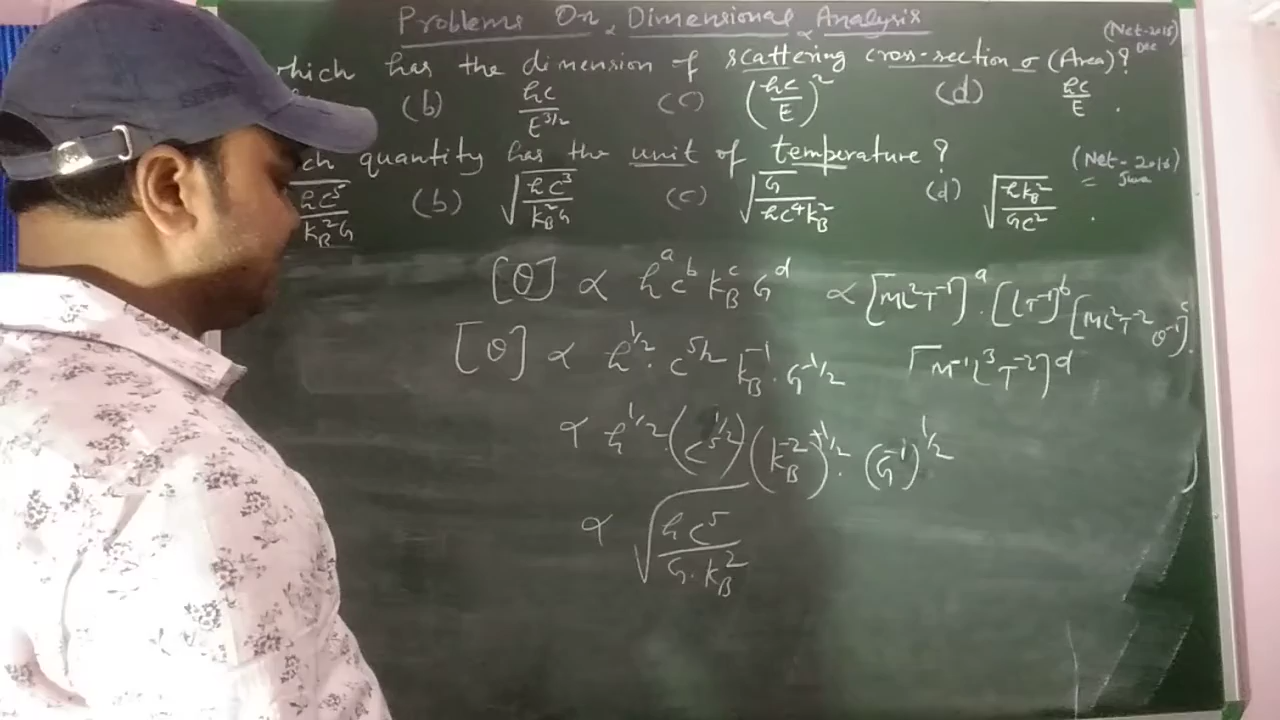 Problems On Dimensional Analysis
(Net-2015) Dec
which has the dimension of scattering cross-section σ (Area)?
(b) ħc/E^{3/2} (c) (ħc/E)² (d) ħc/E .
quantity has the unit of temperature?
(Net-2016) June
√(ħc⁵/k_B²G) (b) √(ħc³/k_B²G) (c) √(G/ħc⁴k_B²) (d) √(ħk_B²/Gc²) .
[θ] ∝ ħ^a c^b k_B^c G^d ∝ [ML²T⁻¹]^a . [LT⁻¹]^b [ML²T⁻²θ⁻¹]^c .
[M⁻¹L³T⁻²]^d
[θ] ∝ ħ^{1/2} . c^{5/2} k_B^{-1} . G^{-1/2}
∝ ħ^{1/2} . (c⁵)^{1/2} (k_B^{-2})^{+1/2} . (G⁻¹)^{1/2}
∝ √(ħc⁵/G.k_B²)